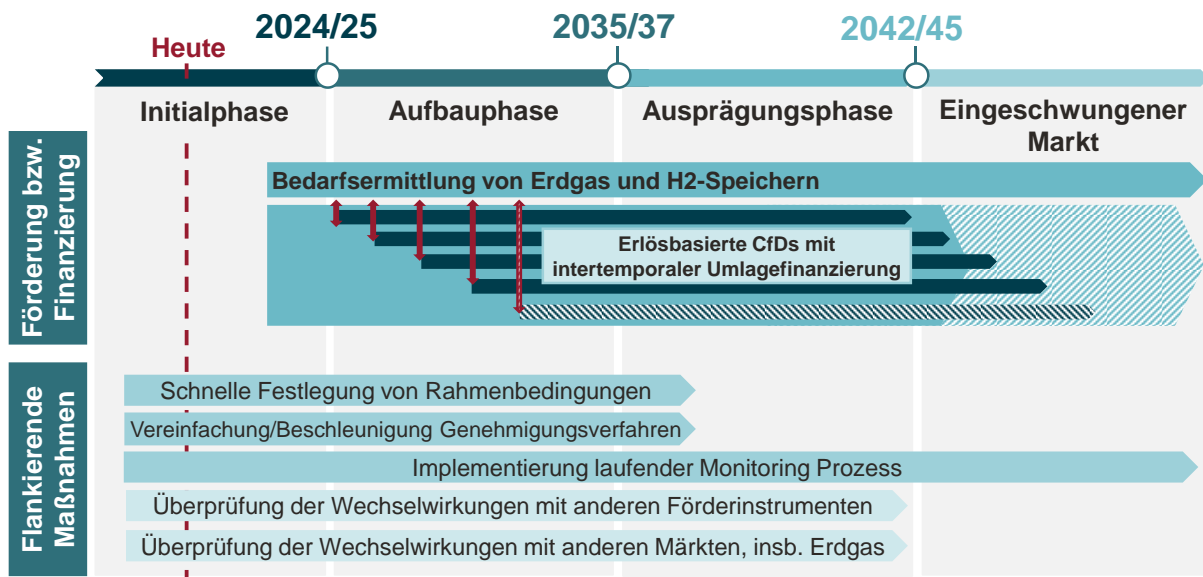 2024/25
2035/37
2042/45
Heute
Initialphase
Aufbauphase
Ausprägungsphase
Eingeschwungener
Markt
Förderung bzw.
Finanzierung
Bedarfsermittlung von Erdgas und H2-Speichern
Erlösbasierte CfDs mit
intertemporaler Umlagefinanzierung
Flankierende
Maßnahmen
Schnelle Festlegung von Rahmenbedingungen
Vereinfachung/Beschleunigung Genehmigungsverfahren
Implementierung laufender Monitoring Prozess
Überprüfung der Wechselwirkungen mit anderen Förderinstrumenten
Überprüfung der Wechselwirkungen mit anderen Märkten, insb. Erdgas